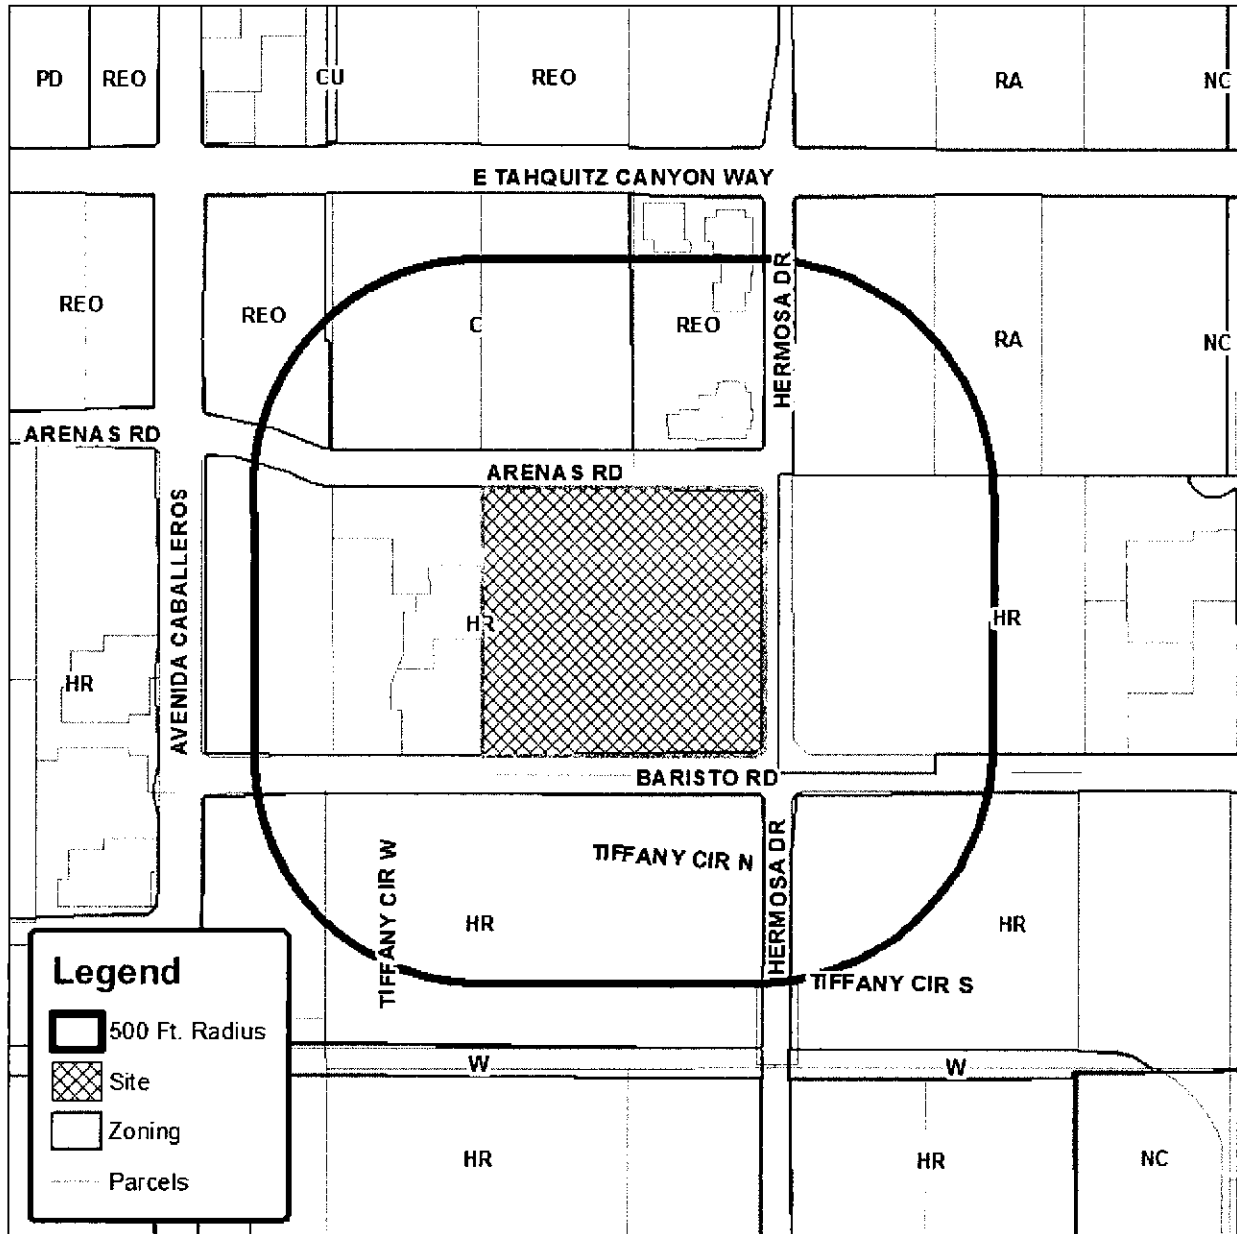 PD
REO
CU
REO
RA
NC
E TAHQUITZ CANYON WAY
REO
REO
C
REO
HERMOSA DR
RA
NC
ARENAS RD
ARENAS RD
AVENIDA CABALLEROS
HR
HR
HR
BARISTO RD
TIFFANY CIR W
TIFFANY CIR N
HERMOSA DR
HR
HR
TIFFANY CIR S
W
W
HR
HR
NC
Legend
500 Ft. Radius
Site
Zoning
Parcels